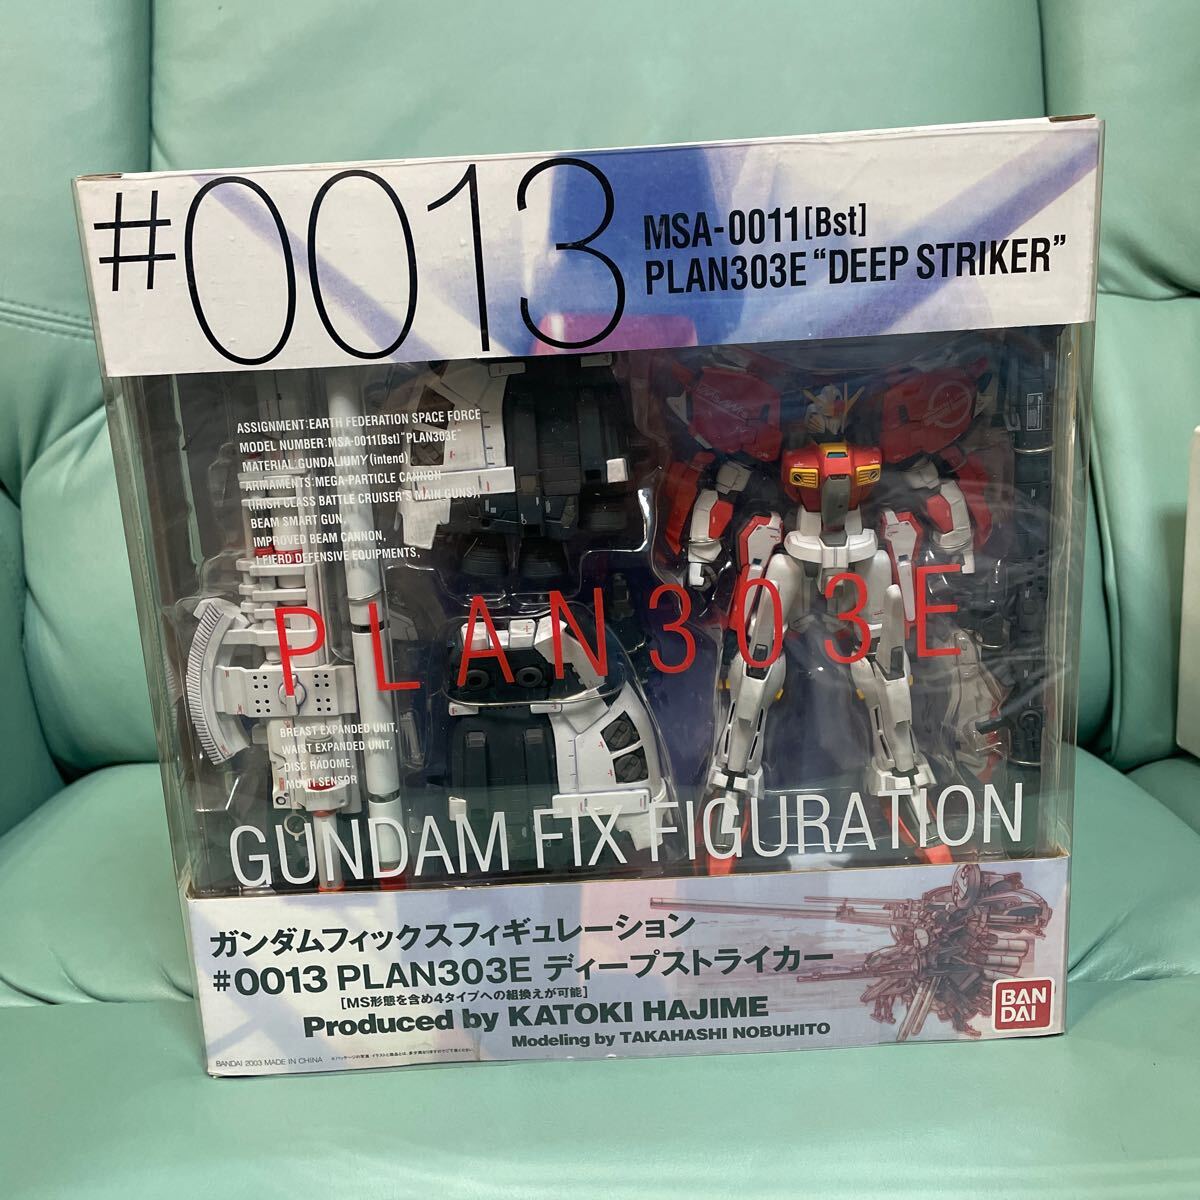 #0013
MSA-0011[Bst]
PLAN303E “DEEP STRIKER”
ASSIGNMENT:EARTH FEDERATION SPACE FORCE
MODEL NUMBER:MSA-0011[Bst]"PLAN303E"
MATERIAL:GUNDALIUMγ(intend)
ARMAMENTS:MEGA-PARTICLE CANNON
(IRISH CLASS BATTLE CRUISER'S MAIN GUNS),
BEAM SMART GUN,
IMPROVED BEAM CANNON,
I FIERD DEFENSIVE EQUIPMENTS,
PLAN303E
BREAST EXPANDED UNIT,
WAIST EXPANDED UNIT,
DISC RADOME,
MULTI SENSOR
GUNDAM FIX FIGURATION
ガンダムフィックスフィギュレーション
#0013 PLAN303E ディープストライカー
[MS形態を含め4タイプへの組換えが可能]
Produced by KATOKI HAJIME
Modeling by TAKAHASHI NOBUHITO
BAN
DAI
BANDAI 2003 MADE IN CHINA